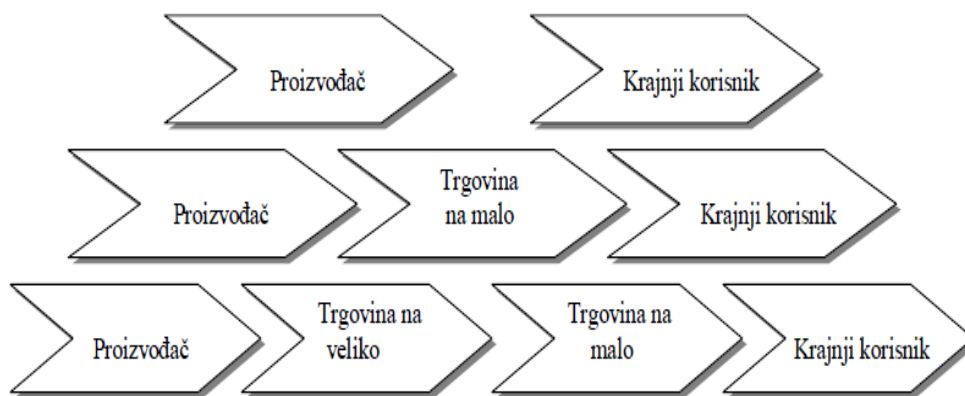 Proizvođač
Krajnji korisnik
Proizvođač
Trgovina
na malo
Krajnji korisnik
Proizvođač
Trgovina na
veliko
Trgovina na
malo
Krajnji korisnik